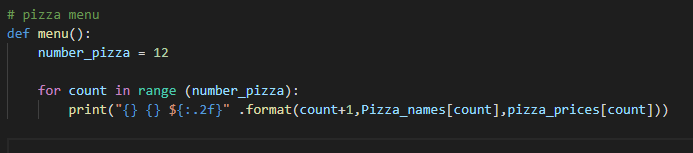 # pizza menu
def menu():
    number_pizza = 12
    for count in range (number_pizza):
        print("{} {} ${:.2f}" .format(count+1,Pizza_names[count],pizza_prices[count]))